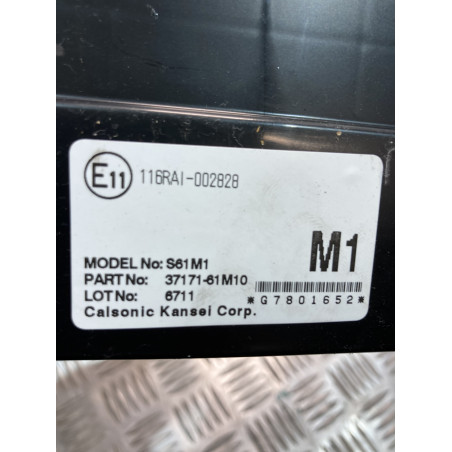 E11 116RAI-002828
M1
MODEL No: S61M1
PART No: 37171-61M10
LOT No: 6711
*G7801652*
Calsonic Kansei Corp.